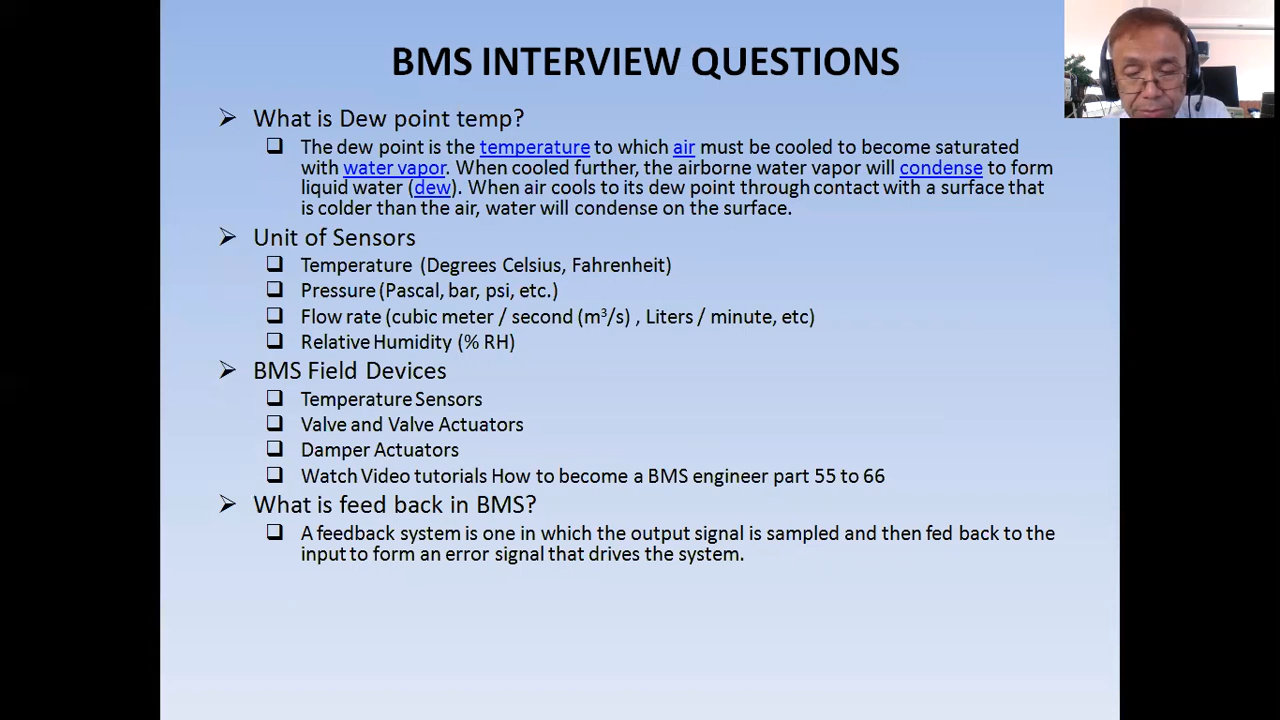 BMS INTERVIEW QUESTIONS
What is Dew point temp?
The dew point is the temperature to which air must be cooled to become saturated
with water vapor. When cooled further, the airborne water vapor will condense to form
liquid water (dew). When air cools to its dew point through contact with a surface that
is colder than the air, water will condense on the surface.
Unit of Sensors
Temperature (Degrees Celsius, Fahrenheit)
Pressure (Pascal, bar, psi, etc.)
Flow rate (cubic meter / second (m³/s) , Liters / minute, etc)
Relative Humidity (% RH)
BMS Field Devices
Temperature Sensors
Valve and Valve Actuators
Damper Actuators
Watch Video tutorials How to become a BMS engineer part 55 to 66
What is feed back in BMS?
A feedback system is one in which the output signal is sampled and then fed back to the
input to form an error signal that drives the system.